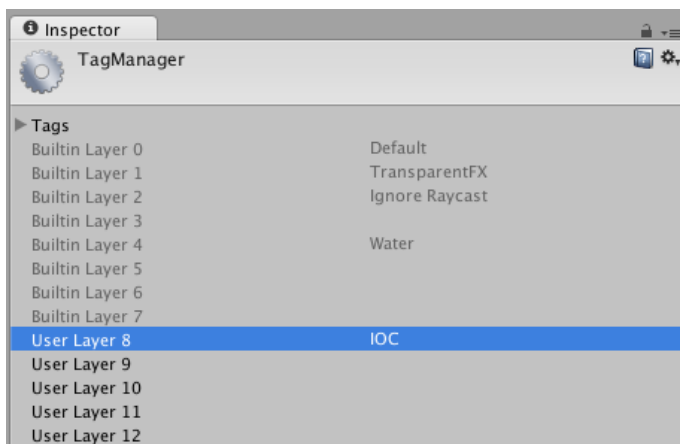 Inspector
TagManager
Tags
Builtin Layer 0 Default
Builtin Layer 1 TransparentFX
Builtin Layer 2 Ignore Raycast
Builtin Layer 3
Builtin Layer 4 Water
Builtin Layer 5
Builtin Layer 6
Builtin Layer 7
User Layer 8 IOC
User Layer 9
User Layer 10
User Layer 11
User Layer 12